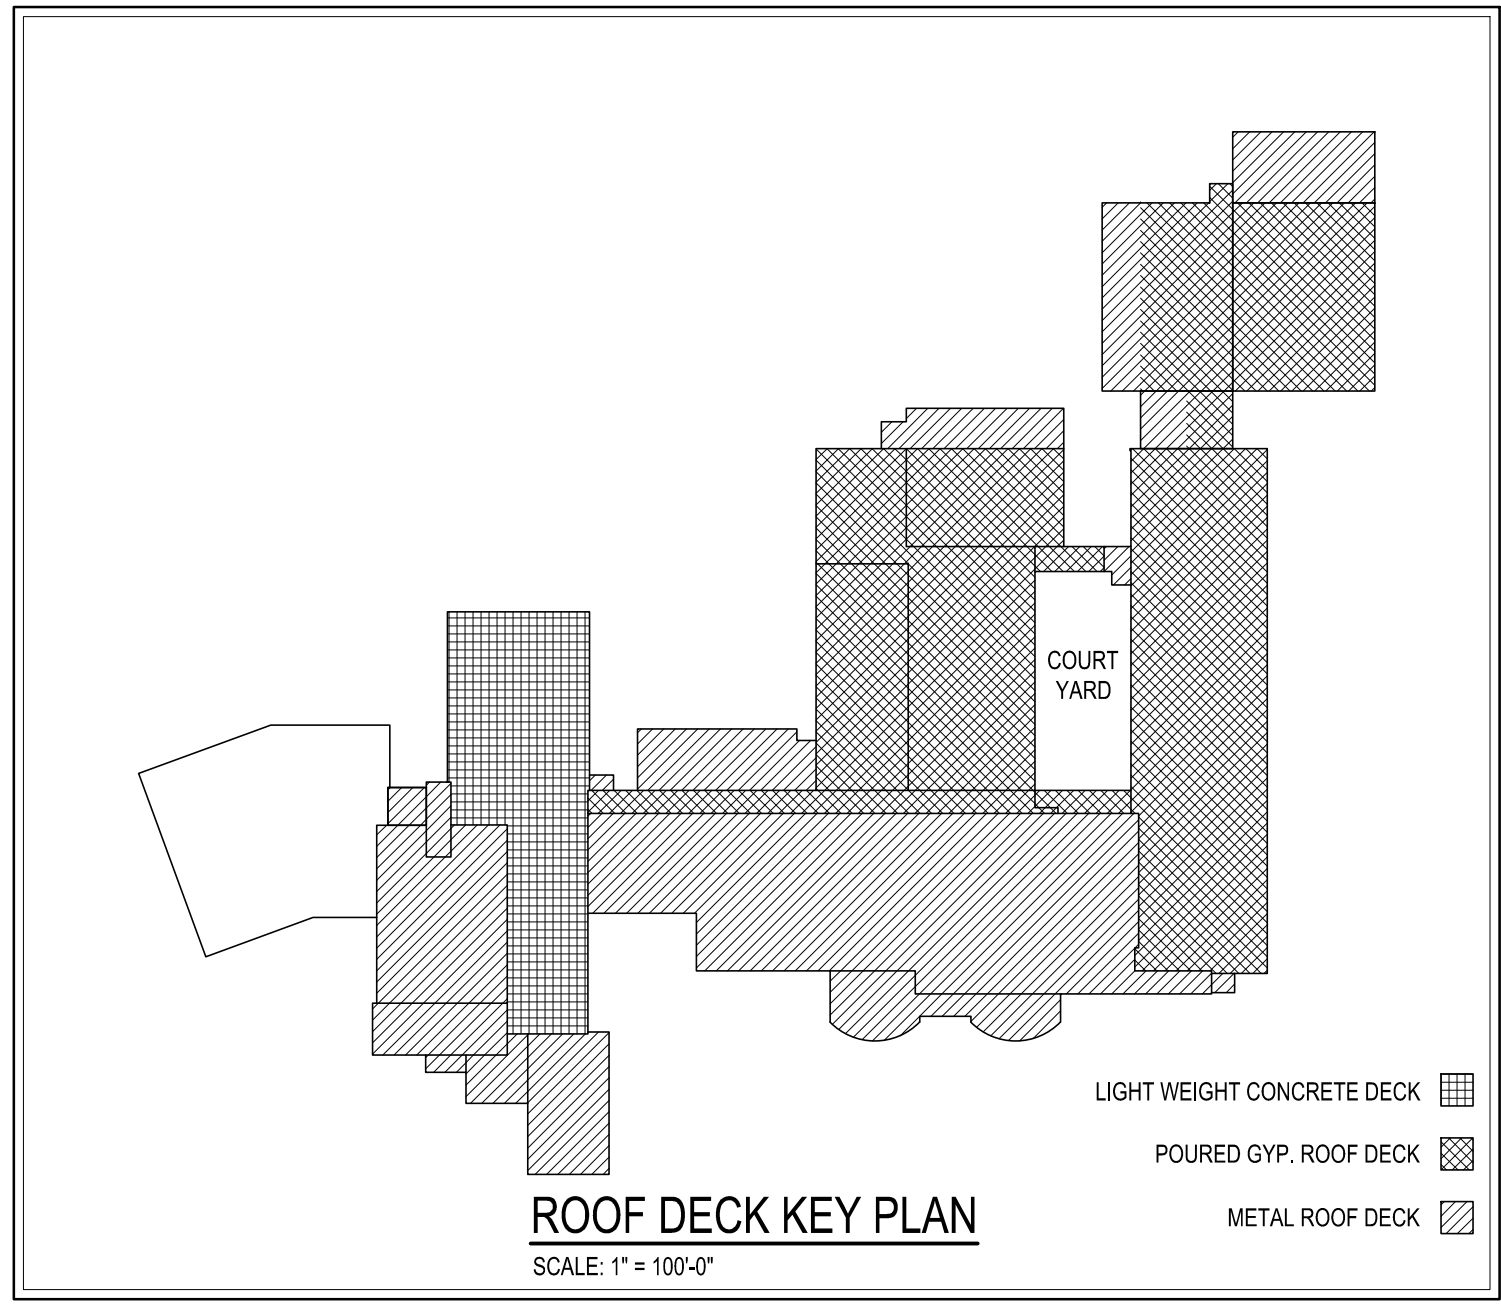 COURT
YARD
LIGHT WEIGHT CONCRETE DECK
POURED GYP. ROOF DECK
METAL ROOF DECK
ROOF DECK KEY PLAN
SCALE: 1" = 100'-0"